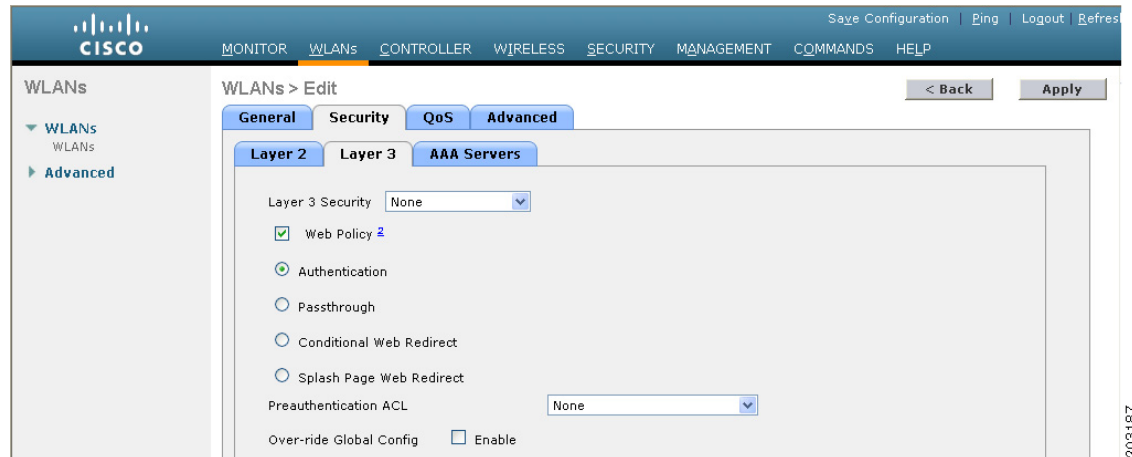 Save Configuration | Ping | Logout | Refres
CISCO
MONITOR WLANs CONTROLLER WIRELESS SECURITY MANAGEMENT COMMANDS HELP
WLANs
WLANs > Edit
< Back
Apply
General Security QoS Advanced
WLANs
WLANs
Advanced
Layer 2 Layer 3 AAA Servers
Layer 3 Security None
Web Policy 2
Authentication
Passthrough
Conditional Web Redirect
Splash Page Web Redirect
Preauthentication ACL None
Over-ride Global Config Enable
203187